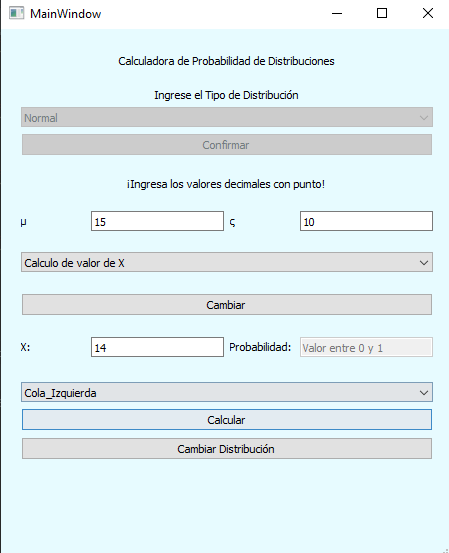 MainWindow
Calculadora de Probabilidad de Distribuciones
Ingrese el Tipo de Distribución
Normal
Confirmar
¡Ingresa los valores decimales con punto!
μ 15 ς 10
Calculo de valor de X
Cambiar
X: 14 Probabilidad: Valor entre 0 y 1
Cola_Izquierda
Calcular
Cambiar Distribución